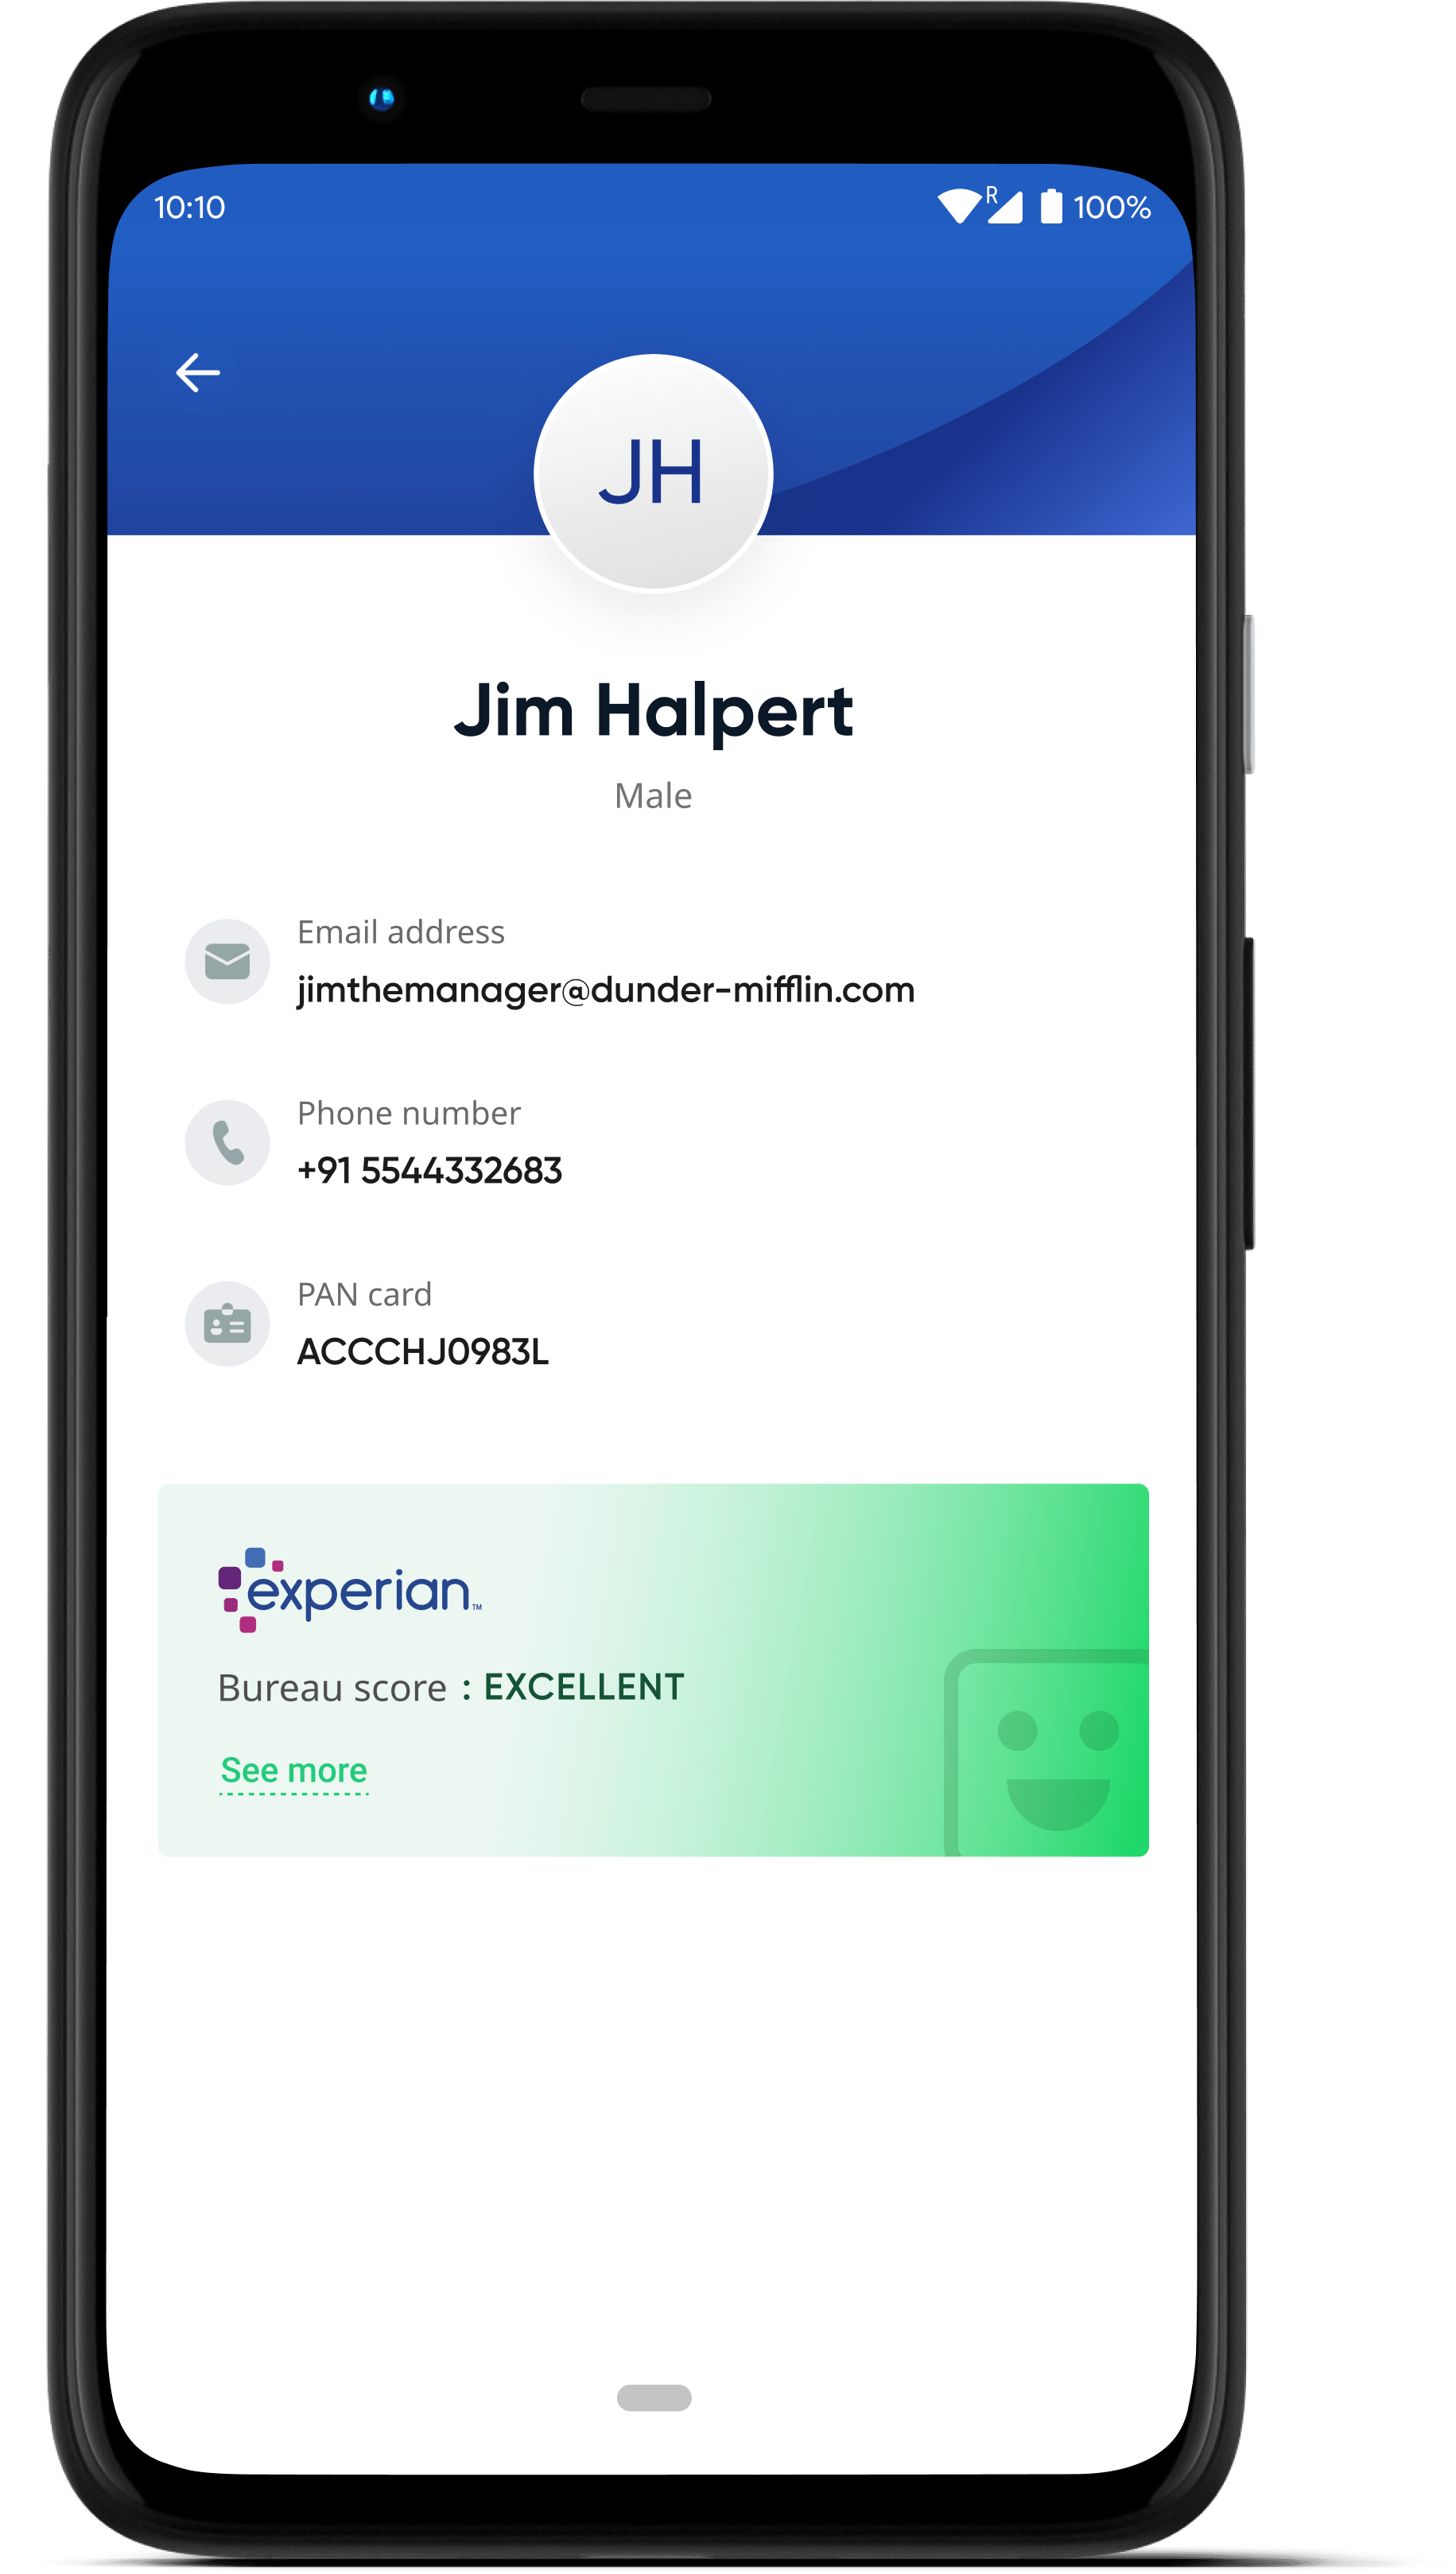 10:10
R
100%
JH
Jim Halpert
Male
Email address
jimthemanager@dunder-mifflin.com
Phone number
+91 5544332683
PAN card
ACCCHJ0983L
experian™
Bureau score : EXCELLENT
See more